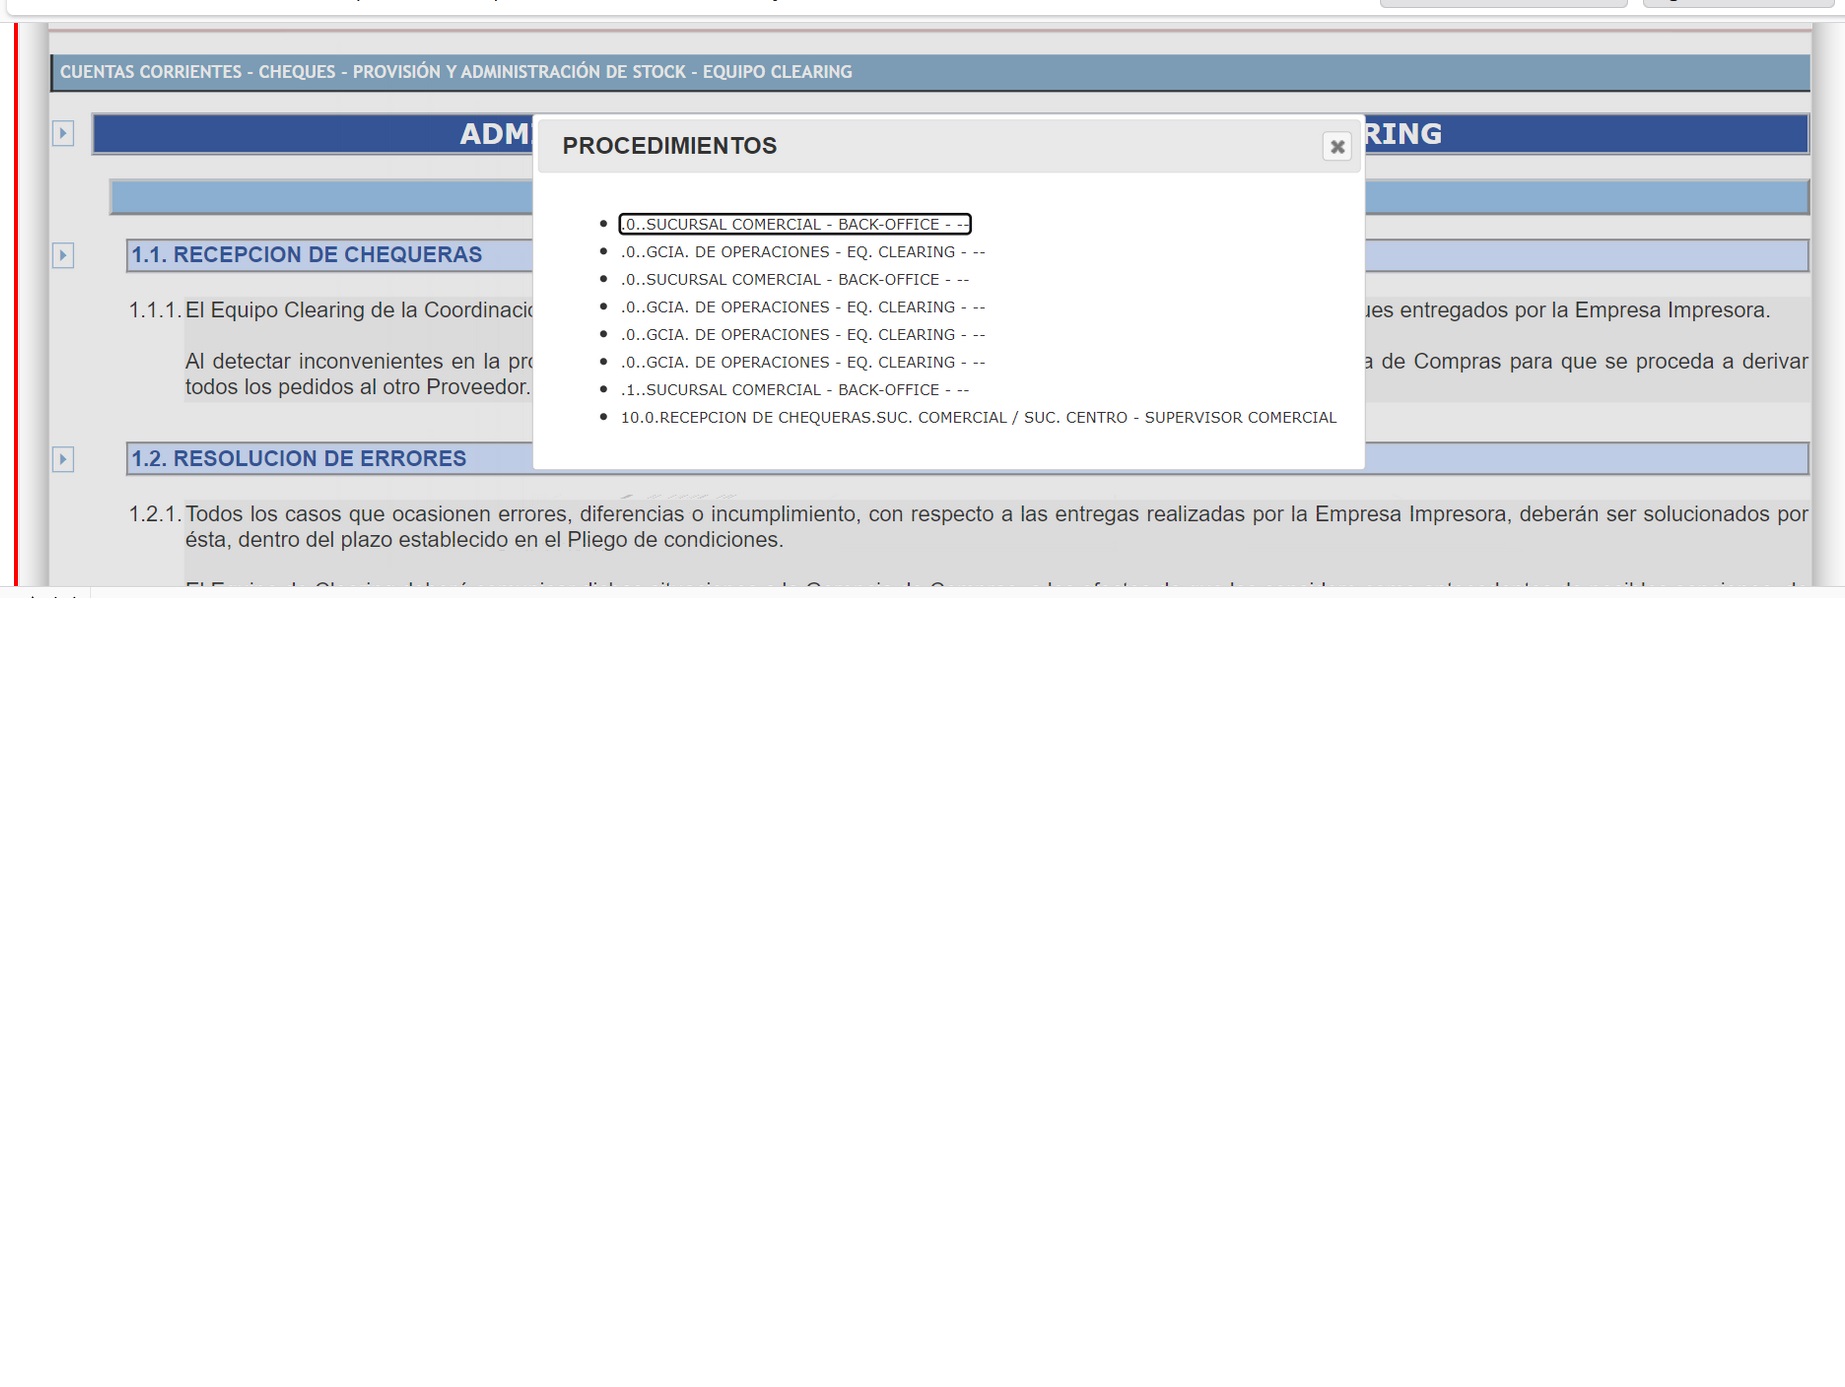 CUENTAS CORRIENTES - CHEQUES - PROVISIÓN Y ADMINISTRACIÓN DE STOCK - EQUIPO CLEARING
PROCEDIMIENTOS
.0..SUCURSAL COMERCIAL - BACK-OFFICE - --
.0..GCIA. DE OPERACIONES - EQ. CLEARING - --
.0..SUCURSAL COMERCIAL - BACK-OFFICE - --
.0..GCIA. DE OPERACIONES - EQ. CLEARING - --
.0..GCIA. DE OPERACIONES - EQ. CLEARING - --
.0..GCIA. DE OPERACIONES - EQ. CLEARING - --
.1..SUCURSAL COMERCIAL - BACK-OFFICE - --
10.0.RECEPCION DE CHEQUERAS.SUC. COMERCIAL / SUC. CENTRO - SUPERVISOR COMERCIAL
1.1. RECEPCION DE CHEQUERAS
1.1.1. El Equipo Clearing de la entregados por la Empresa Impresora.
Al detectar inconvenientes en la de Compras para que se proceda a derivar
todos los pedidos al otro Proveedor.
1.2. RESOLUCION DE ERRORES
1.2.1. Todos los casos que ocasionen errores, diferencias o incumplimiento, con respecto a las entregas realizadas por la Empresa Impresora, deberán ser solucionados por
ésta, dentro del plazo establecido en el Pliego de condiciones.